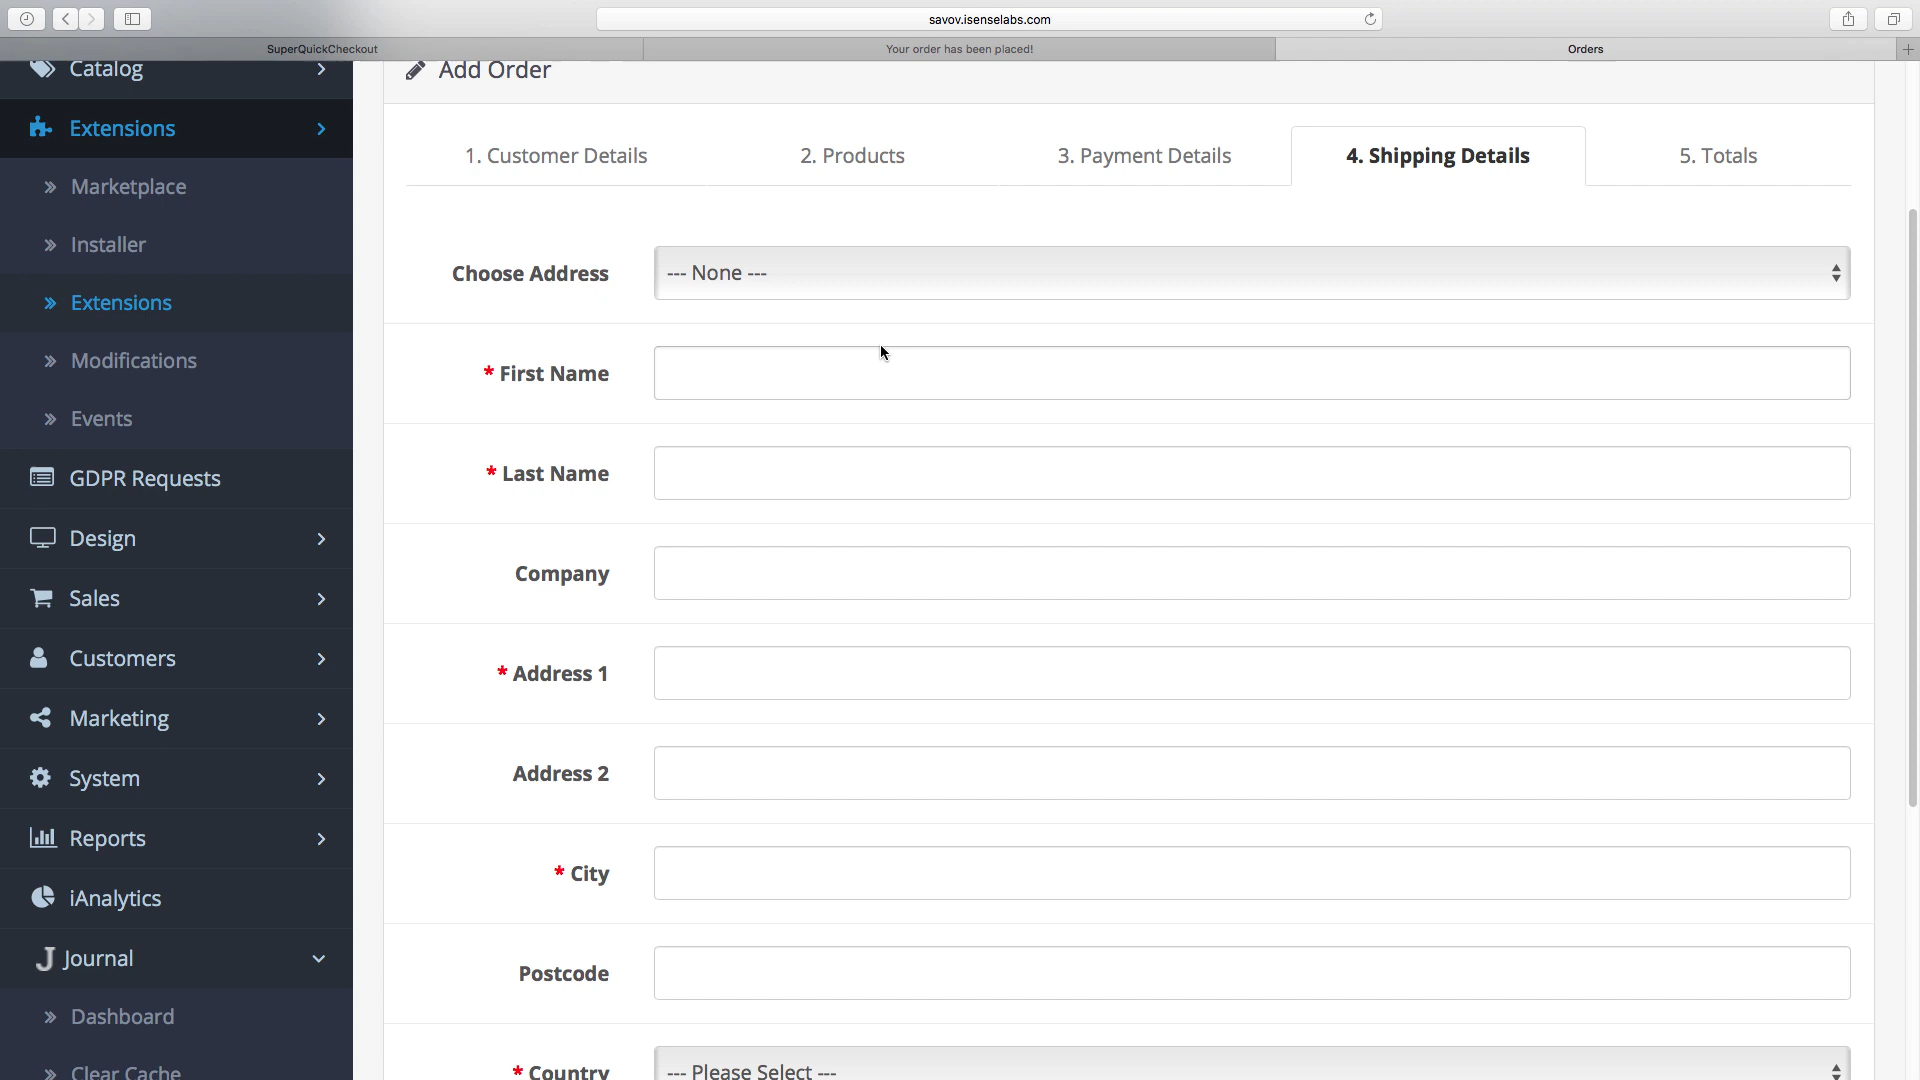 savov.isenselabs.com
SuperQuickCheckout
Your order has been placed!
Orders
Catalog
Extensions
Marketplace
Installer
Extensions
Modifications
Events
GDPR Requests
Design
Sales
Customers
Marketing
System
Reports
iAnalytics
Journal
Dashboard
Clear Cache
Add Order
1. Customer Details
2. Products
3. Payment Details
4. Shipping Details
5. Totals
Choose Address
--- None ---
* First Name
* Last Name
Company
* Address 1
Address 2
* City
Postcode
* Country
--- Please Select ---